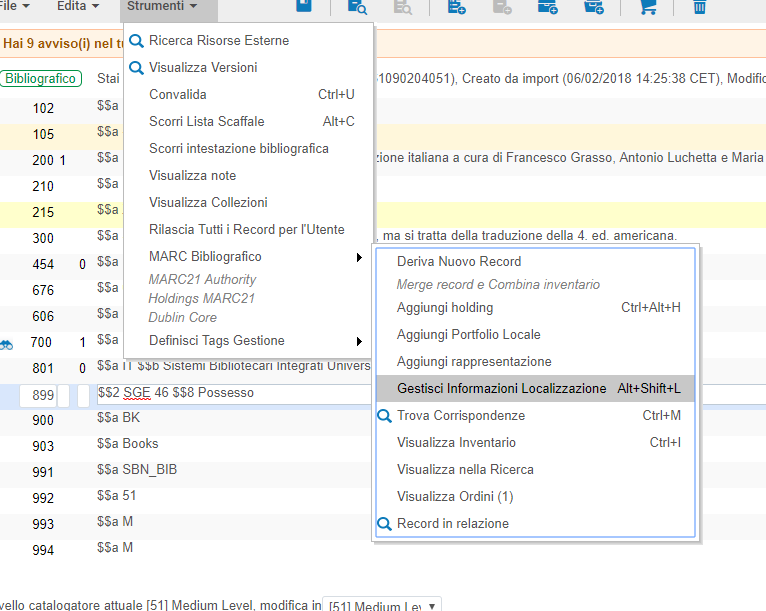 File Edita Strumenti
Hai 9 avviso(i) nel
Bibliografico Stai 1090204051), Creato da import (06/02/2018 14:25:38 CET),
102 $$a
105 $$a
200 1 $$a zione italiana a cura di Francesco Grasso, Antonio Luchetta e Maria
210 $$a
215 $$a
300 $$a , ma si tratta della traduzione della 4. ed. americana.
454 0 $$a
676 $$a
606 $$a
700 1 $$a
801 0 $$a IT $$b Sistemi Bibliotecari Integrati Univers
899 $$2 SGE 46 $$8 Possesso
900 $$a BK
903 $$a Books
991 $$a SBN_BIB
992 $$a 51
993 $$a M
994 $$a M
vello catalogatore attuale [51] Medium Level, modifica in [51] Medium Lev
Ricerca Risorse Esterne
Visualizza Versioni
Convalida Ctrl+U
Scorri Lista Scaffale Alt+C
Scorri intestazione bibliografica
Visualizza note
Visualizza Collezioni
Rilascia Tutti i Record per l'Utente
MARC Bibliografico
MARC21 Authority
Holdings MARC21
Dublin Core
Definisci Tags Gestione
Deriva Nuovo Record
Merge record e Combina inventario
Aggiungi holding Ctrl+Alt+H
Aggiungi Portfolio Locale
Aggiungi rappresentazione
Gestisci Informazioni Localizzazione Alt+Shift+L
Trova Corrispondenze Ctrl+M
Visualizza Inventario Ctrl+I
Visualizza nella Ricerca
Visualizza Ordini (1)
Record in relazione